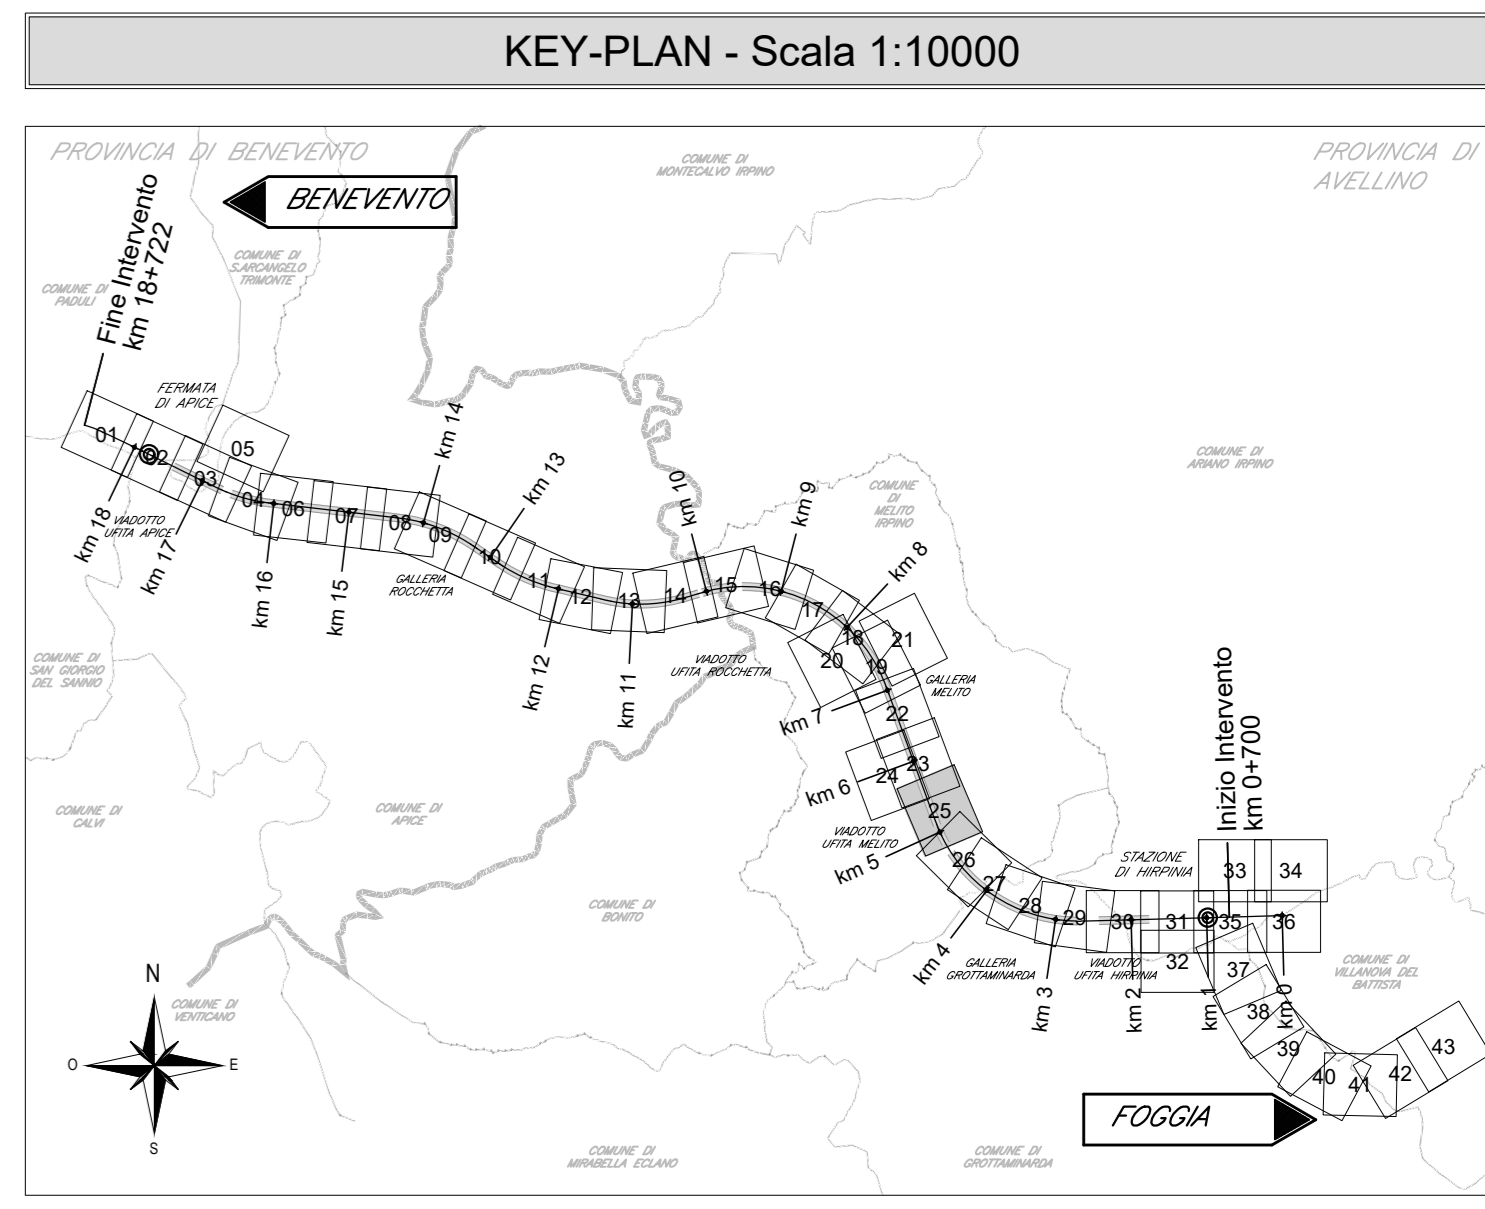 KEY-PLAN - Scala 1:10000
PROVINCIA DI BENEVENTO
COMUNE DI
MONTECALVO IRPINO
PROVINCIA DI
AVELLINO
BENEVENTO
Fine Intervento
km 18+722
COMUNE DI
S.ARCANGELO
TRIMONTE
COMUNE DI
PADULI
FERMATA
DI APICE
01
02
03
04
05
06
07
08
09
10
11
12
13
14
15
16
17
18
19
20
21
22
23
24
25
26
27
28
29
30
31
32
33
34
35
36
37
38
39
40
41
42
43
km 18
km 17
km 16
km 15
km 14
km 13
km 12
km 11
km 10
km 9
km 8
km 7
km 6
km 5
km 4
km 3
km 2
km 1
km 0
VIADOTTO
UFITA APICE
GALLERIA
ROCCHETTA
COMUNE
DI
MELITO
IRPINO
COMUNE DI
ARIANO IRPINO
COMUNE DI
SAN GIORGIO
DEL SANNIO
VIADOTTO
UFITA ROCCHETTA
GALLERIA
MELITO
Inizio Intervento
km 0+700
COMUNE DI
CALVI
COMUNE DI
APICE
VIADOTTO
UFITA MELITO
STAZIONE
DI HIRPINIA
COMUNE DI
BONITO
GALLERIA
GROTTAMINARDA
VIADOTTO
UFITA HIRPINIA
COMUNE DI
VILLANOVA DEL
BATTISTA
COMUNE DI
VENTICANO
N
O
E
S
FOGGIA
COMUNE DI
MIRABELLA ECLANO
COMUNE DI
GROTTAMINARDA